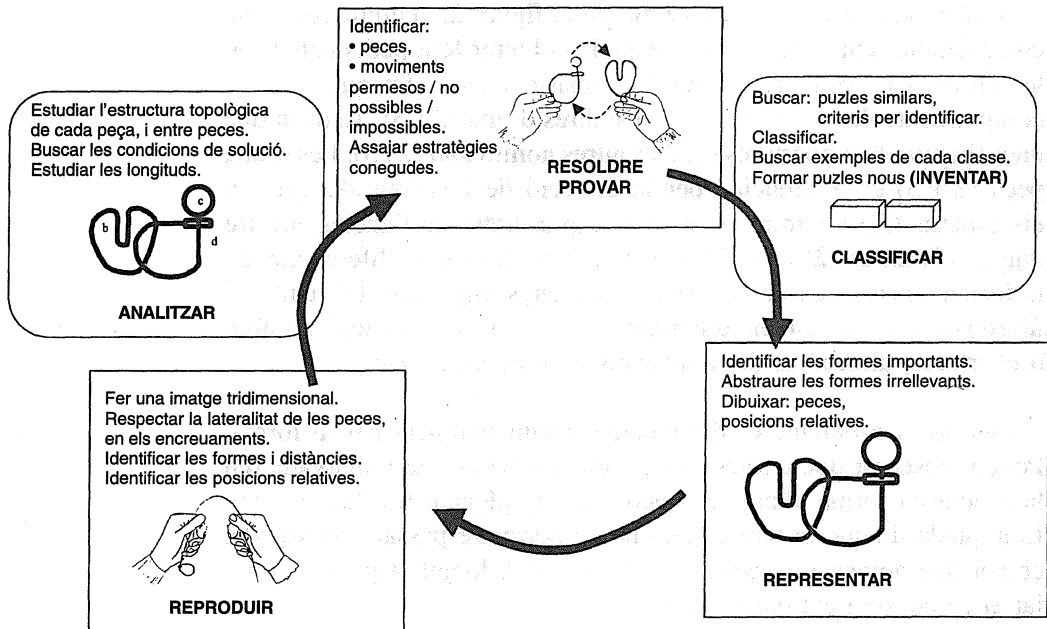 Identificar:
• peces,
• moviments
permesos / no
possibles /
impossibles.
Assajar estratègies
conegudes.
RESOLDRE
PROVAR
Estudiar l'estructura topològica
de cada peça, i entre peces.
Buscar les condicions de solució.
Estudiar les longituds.
b
c
d
ANALITZAR
Buscar: puzles similars,
criteris per identificar.
Classificar.
Buscar exemples de cada classe.
Formar puzles nous (INVENTAR)
CLASSIFICAR
Fer una imatge tridimensional.
Respectar la lateralitat de les peces,
en els encreuaments.
Identificar les formes i distàncies.
Identificar les posicions relatives.
REPRODUIR
Identificar les formes importants.
Abstraure les formes irrellevants.
Dibuixar: peces,
posicions relatives.
REPRESENTAR